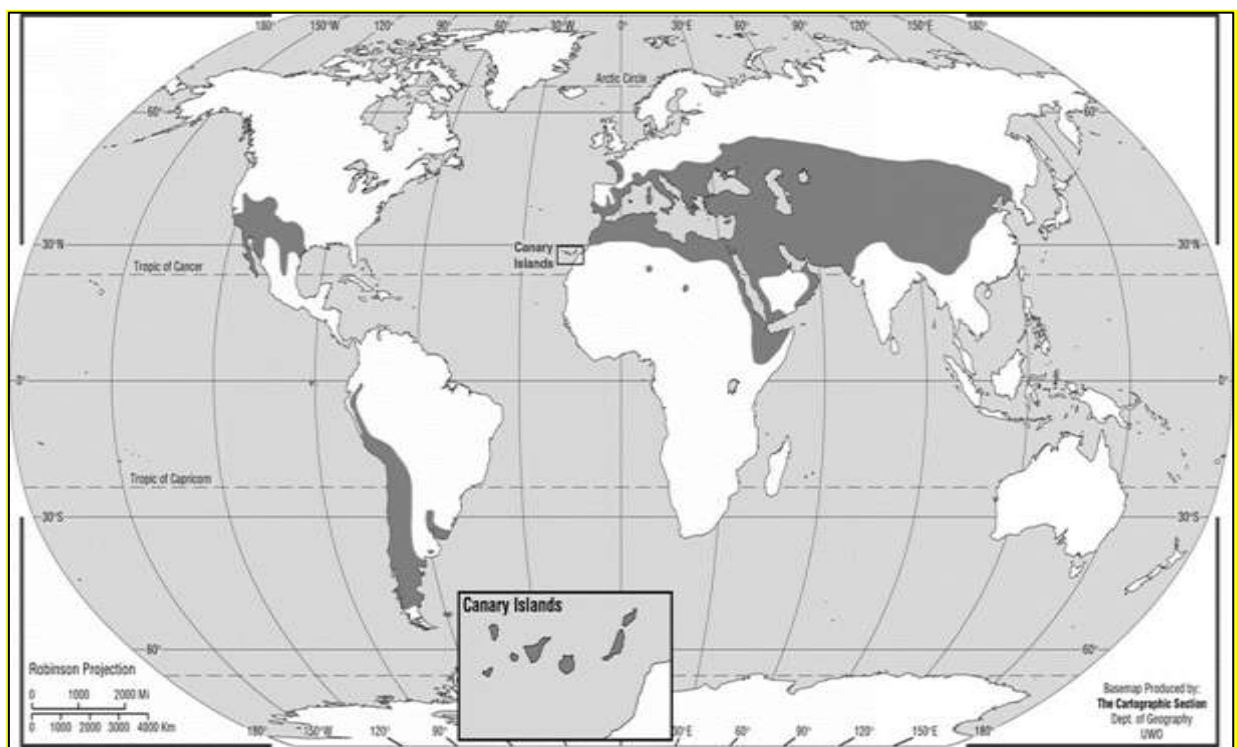 180° 150°W 120° 90° 60° 30° 0° 30°E 60° 90° 120° 150° 180°
Arctic Circle
60° 60°
30°N 30°N
Canary
Islands
Tropic of Cancer
0° 0°
Tropic of Capricorn
30°S 30°S
Canary Islands
60° 60°
Robinson Projection
0 1000 2000 Mi
0 1000 2000 3000 4000 Km
Basemap Produced by:
The Cartographic Section
Dept. of Geography
UWO
180° 150°W 120° 90° 30°E 60° 90° 120° 150°E 180°